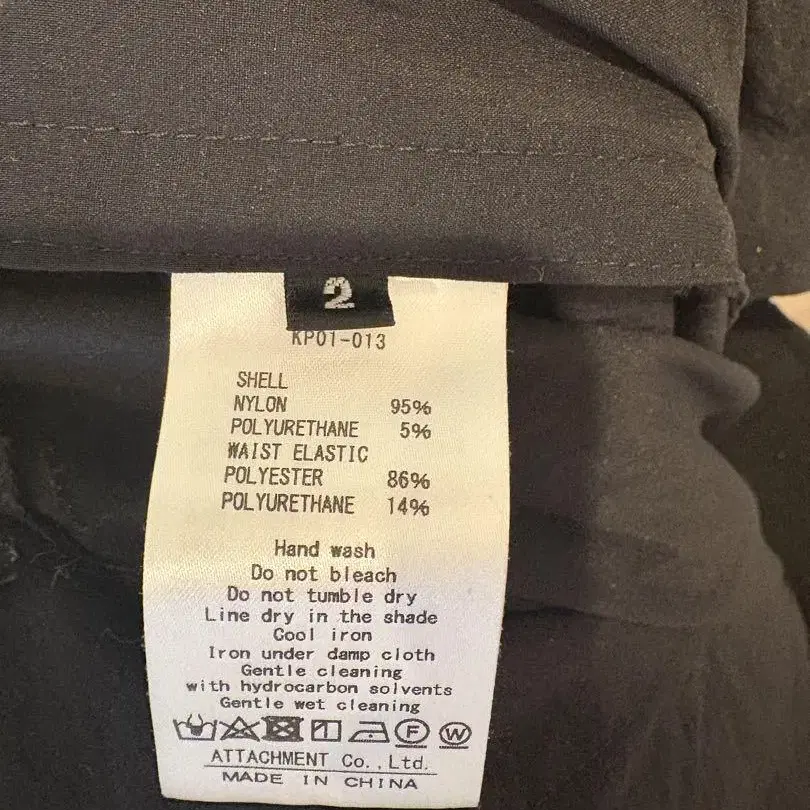 2
KP01-013
SHELL
NYLON 95%
POLYURETHANE 5%
WAIST ELASTIC
POLYESTER 86%
POLYURETHANE 14%
Hand wash
Do not bleach
Do not tumble dry
Line dry in the shade
Cool iron
Iron under damp cloth
Gentle cleaning
with hydrocarbon solvents
Gentle wet cleaning
F W
ATTACHMENT Co., Ltd.
MADE IN CHINA